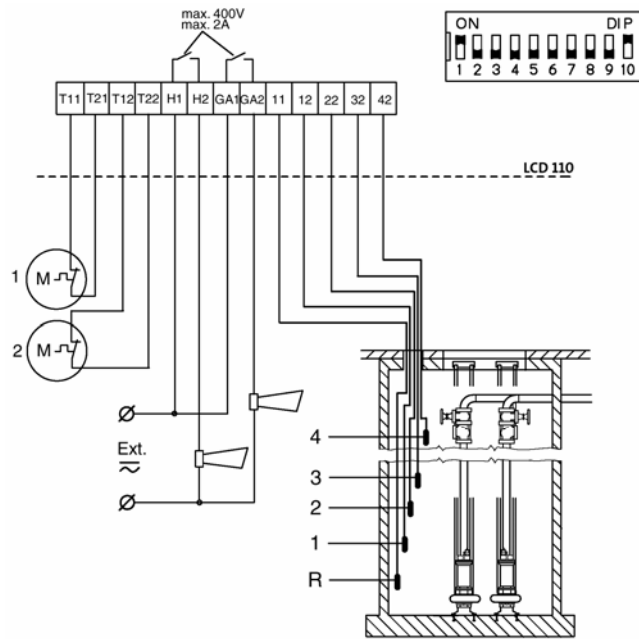 max. 400V
max. 2A
ON DIP
1 2 3 4 5 6 7 8 9 10
T11 T21 T12 T22 H1 H2 GA1 GA2 11 12 22 32 42
LCD 110
1 M
2 M
Ext.
4
3
2
1
R